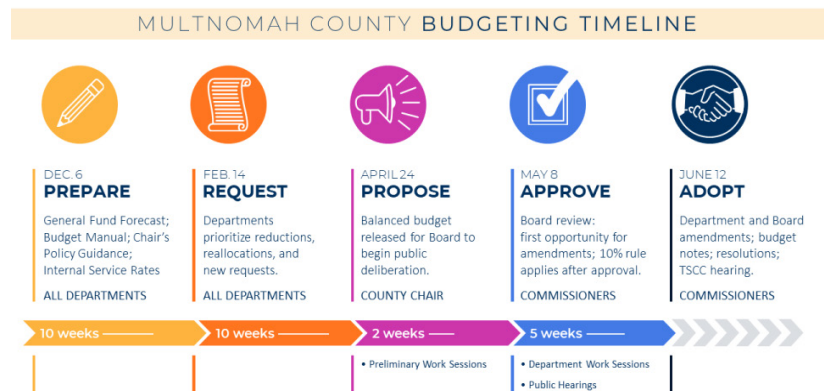 MULTNOMAH COUNTY BUDGETING TIMELINE
DEC. 6
PREPARE
General Fund Forecast;
Budget Manual; Chair's
Policy Guidance;
Internal Service Rates
ALL DEPARTMENTS
FEB. 14
REQUEST
Departments
prioritize reductions,
reallocations, and
new requests.
ALL DEPARTMENTS
APRIL 24
PROPOSE
Balanced budget
released for Board to
begin public
deliberation.
COUNTY CHAIR
MAY 8
APPROVE
Board review:
first opportunity for
amendments; 10% rule
applies after approval.
COMMISSIONERS
JUNE 12
ADOPT
Department and Board
amendments; budget
notes; resolutions;
TSCC hearing.
COMMISSIONERS
10 weeks
10 weeks
2 weeks
5 weeks
• Preliminary Work Sessions
• Department Work Sessions
• Public Hearings